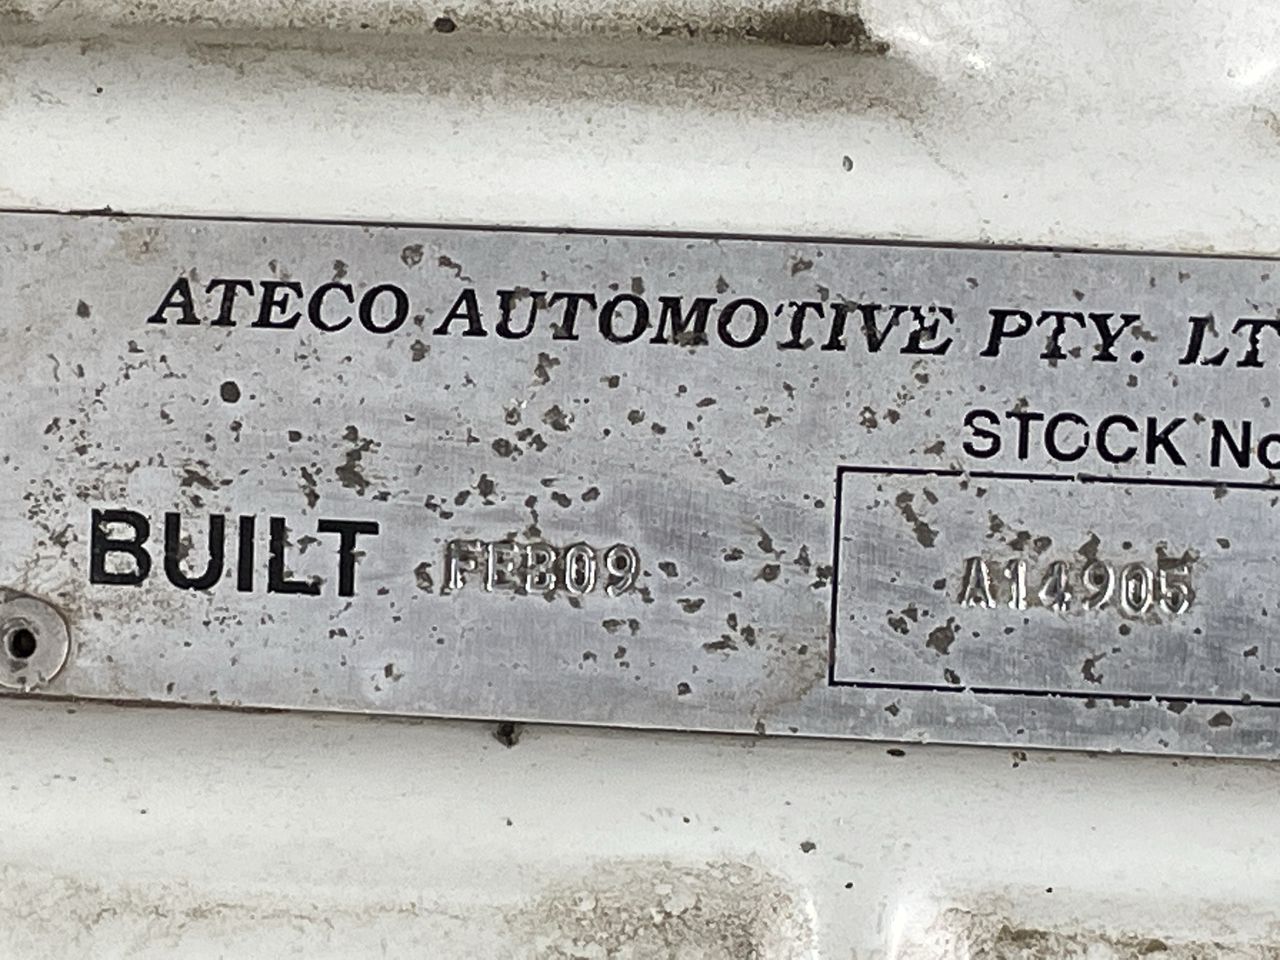 ATECO AUTOMOTIVE PTY. LT
STOCK No
BUILT FEB09
A14905